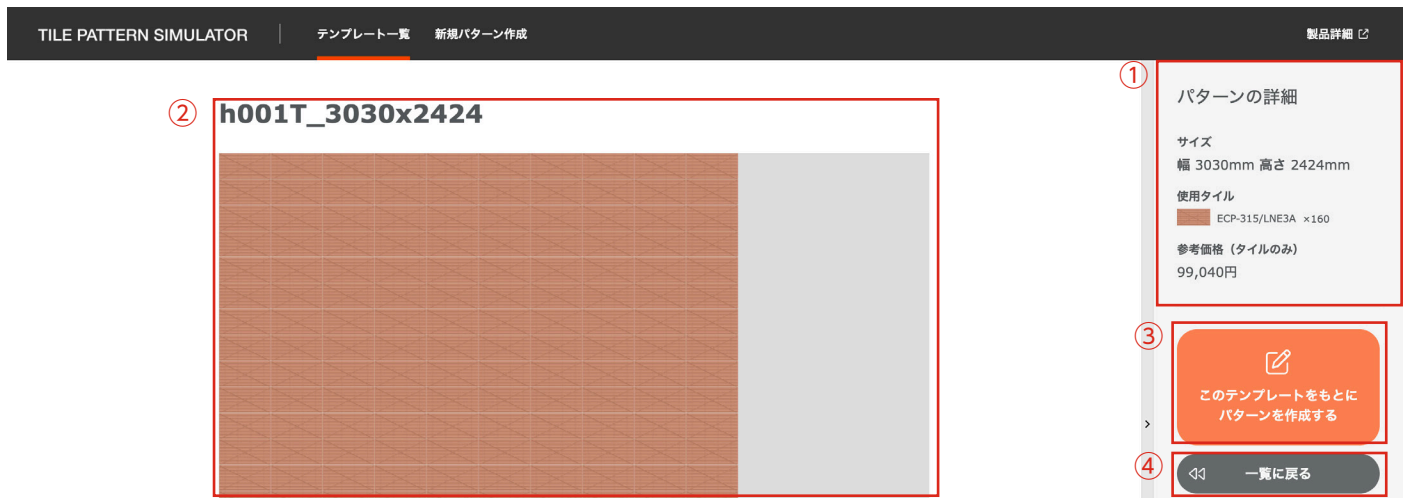 TILE PATTERN SIMULATOR テンプレート一覧 新規パターン作成 製品詳細
①
パターンの詳細
サイズ
幅 3030mm 高さ 2424mm
使用タイル
ECP-315/LNE3A ×160
参考価格（タイルのみ）
99,040円
②
h001T_3030x2424
③
このテンプレートをもとに
パターンを作成する
④
一覧に戻る